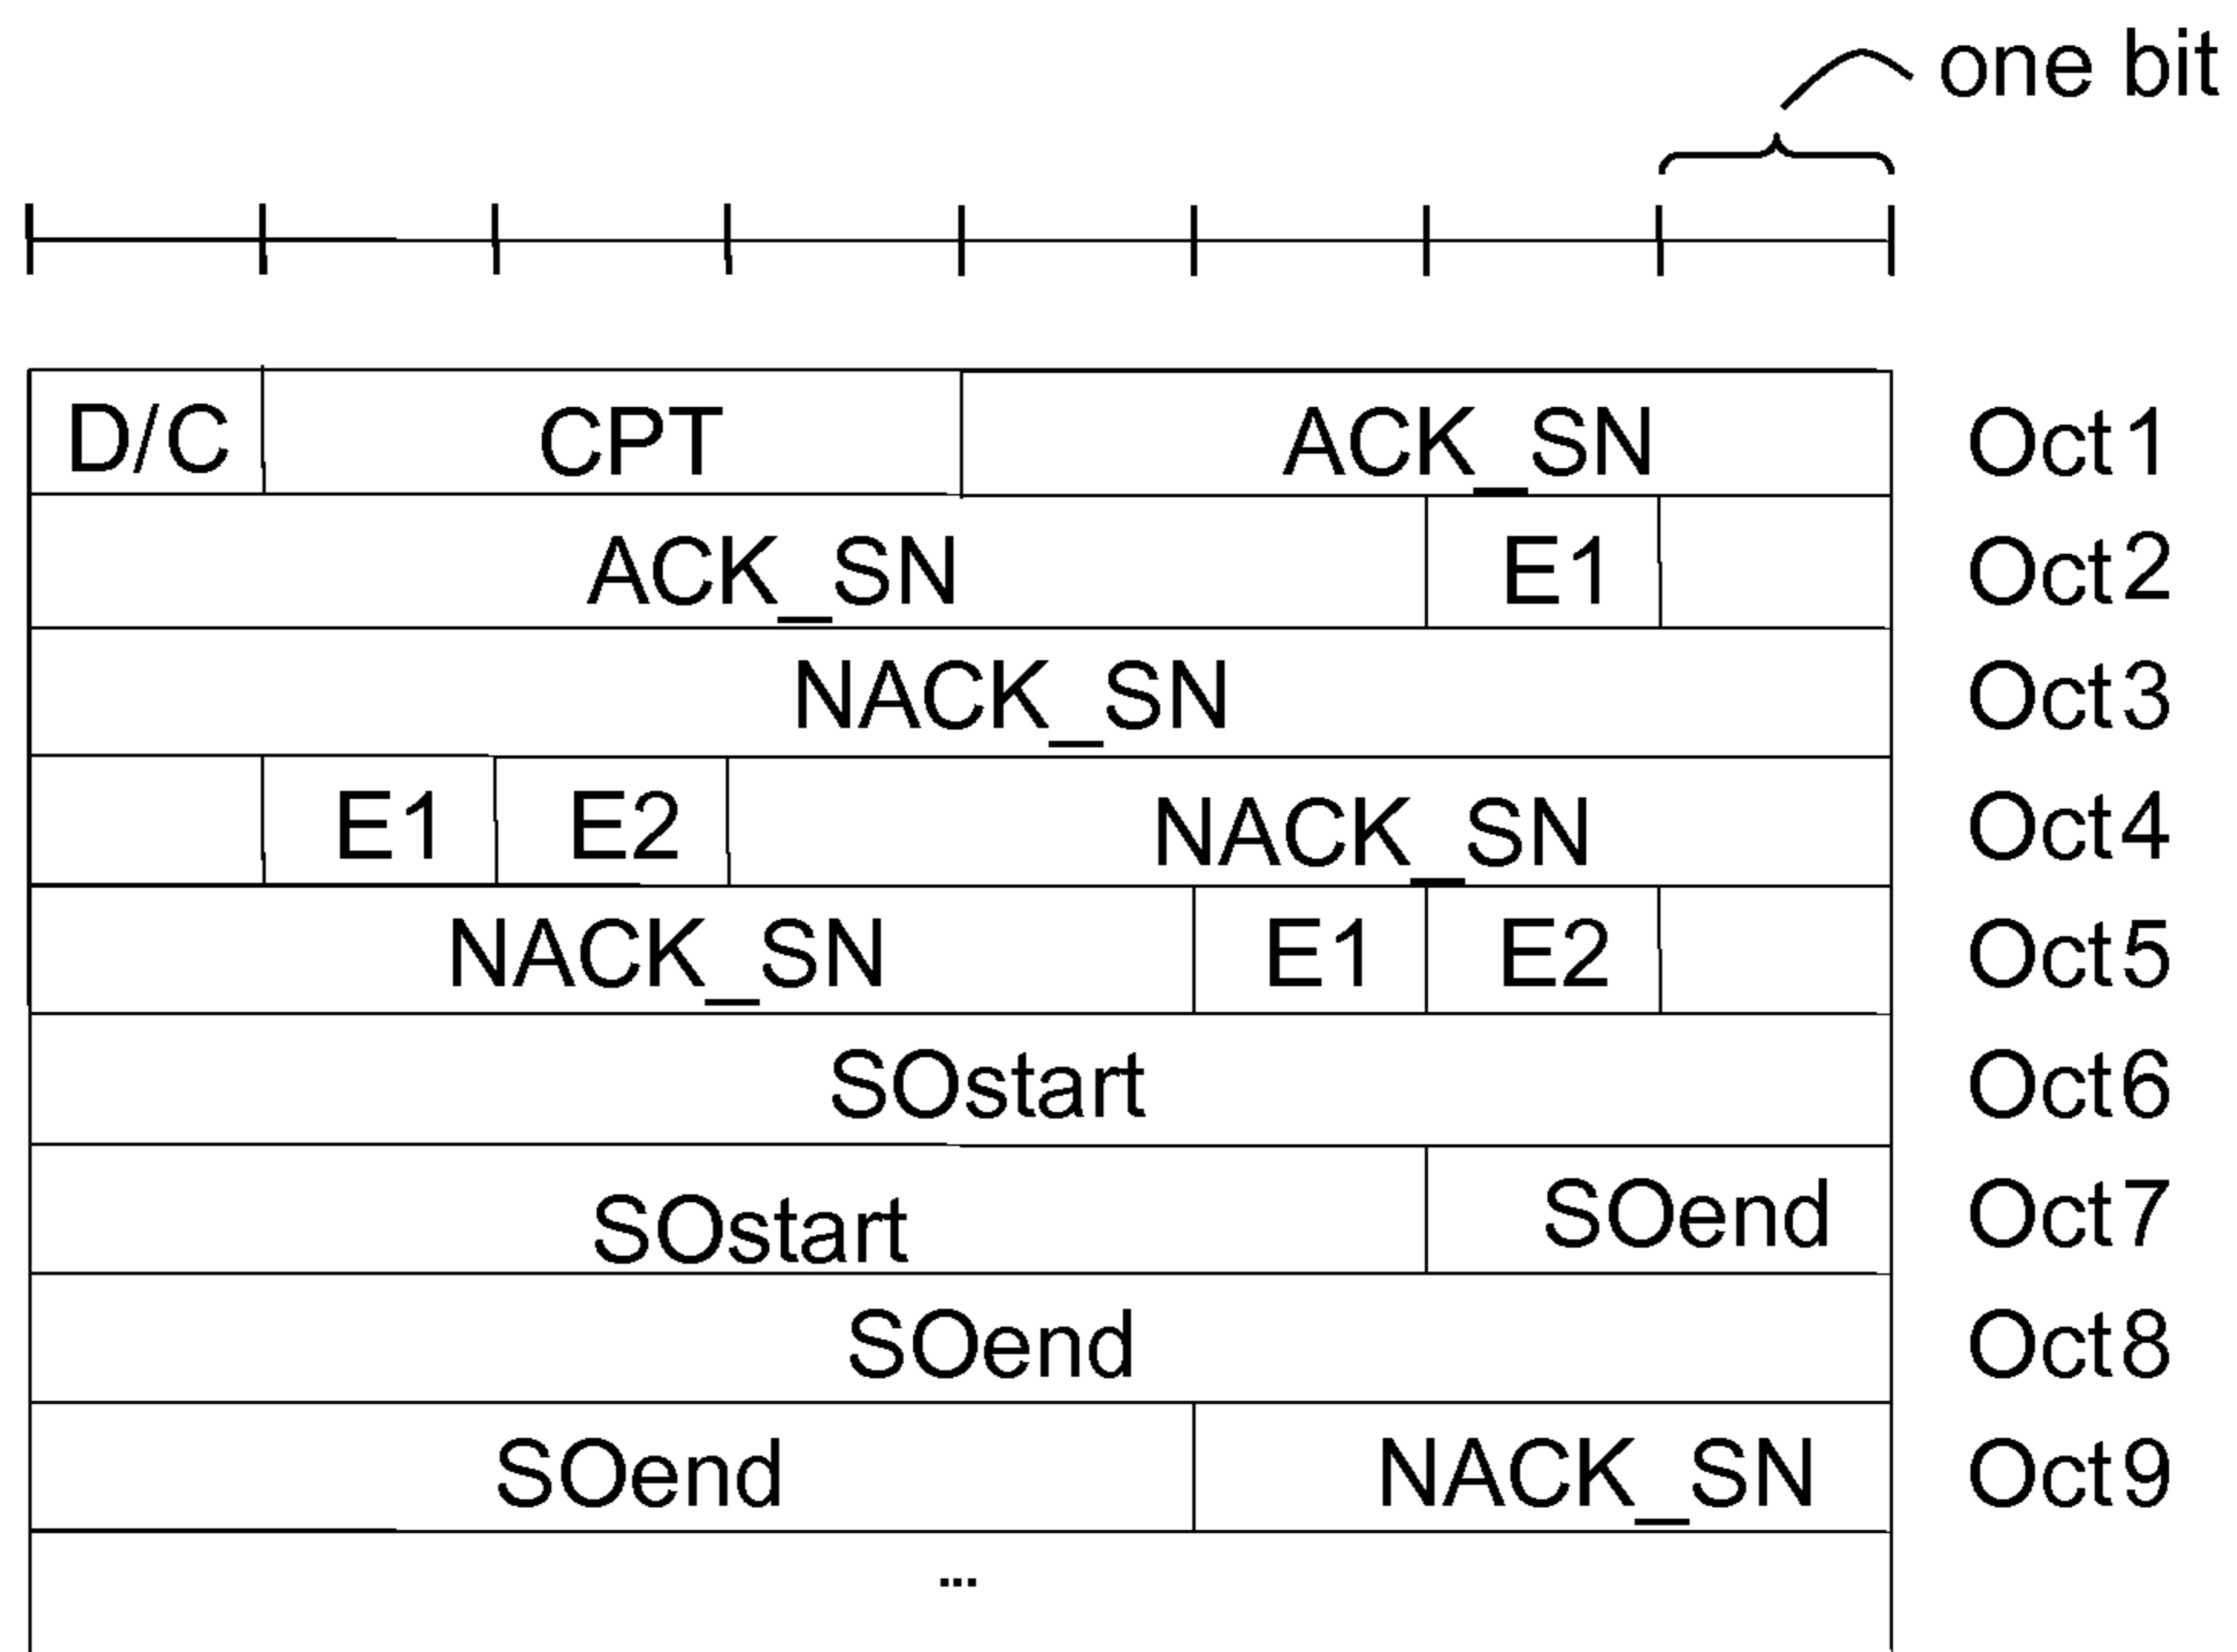 one bit
D/C CPT ACK_SN Oct1
ACK_SN E1 Oct2
NACK_SN Oct3
E1 E2 NACK_SN Oct4
NACK_SN E1 E2 Oct5
SOstart Oct6
SOstart SOend Oct7
SOend Oct8
SOend NACK_SN Oct9
...